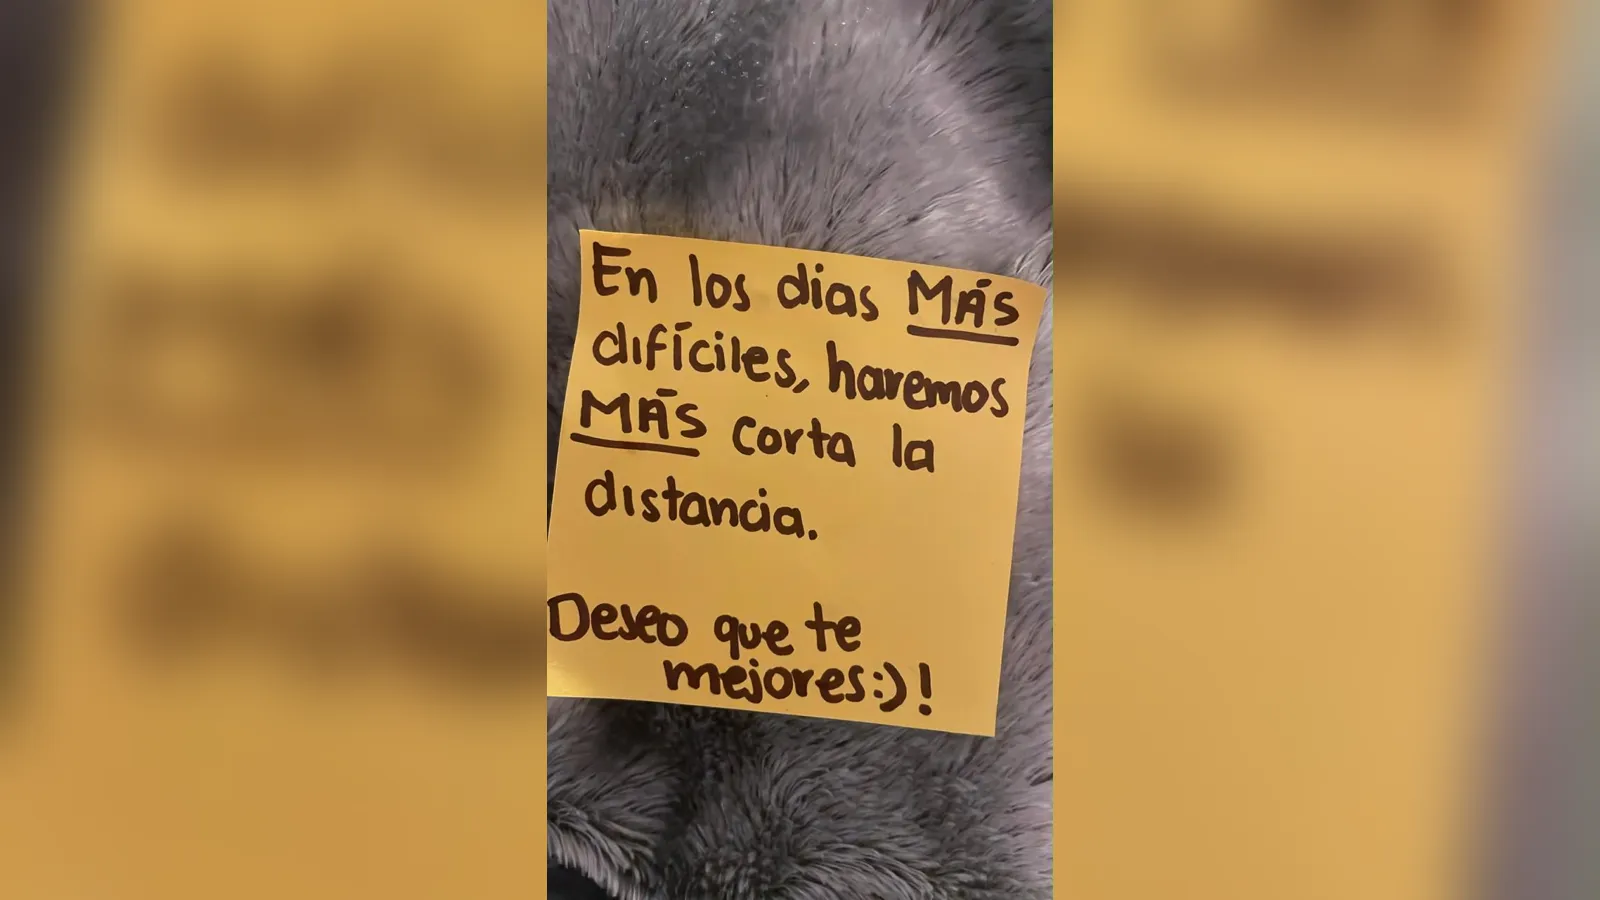 En los dias MÁS
difíciles, haremos
MÁS corta la
distancia.
Deseo que te
mejores:)!